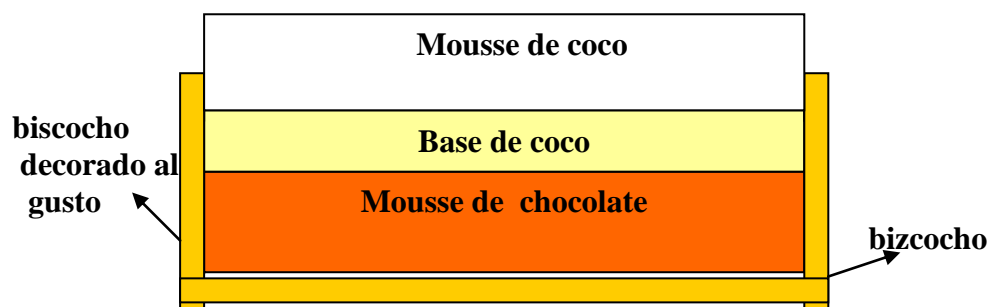 Mousse de coco
biscocho
decorado al
gusto
Base de coco
Mousse de  chocolate
bizcocho